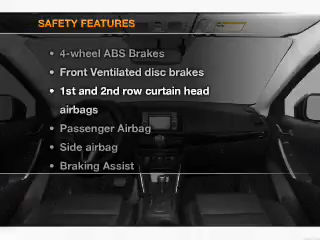 SAFETY FEATURES
• 4-wheel ABS Brakes
• Front Ventilated disc brakes
• 1st and 2nd row curtain head
airbags
• Passenger Airbag
• Side airbag
• Braking Assist